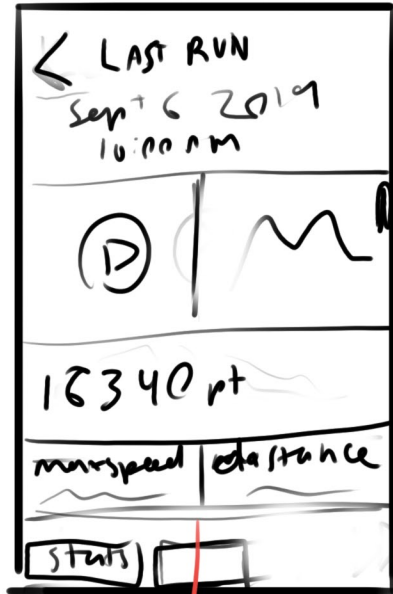 < LAST RUN
Sept 6 2019
10:00 AM
16340 pt
maxspeed distance
stats